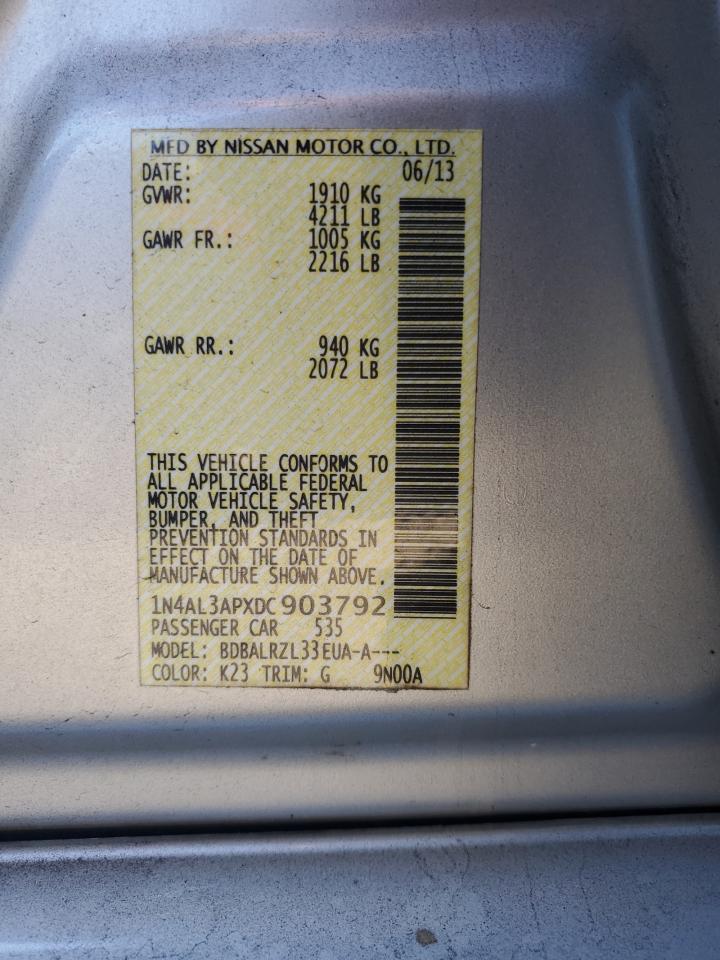 MFD BY NISSAN MOTOR CO., LTD.
DATE: 06/13
GVWR: 1910 KG
4211 LB
GAWR FR.: 1005 KG
2216 LB
GAWR RR.: 940 KG
2072 LB
THIS VEHICLE CONFORMS TO
ALL APPLICABLE FEDERAL
MOTOR VEHICLE SAFETY,
BUMPER, AND THEFT
PREVENTION STANDARDS IN
EFFECT ON THE DATE OF
MANUFACTURE SHOWN ABOVE.
1N4AL3APXDC903792
PASSENGER CAR 535
MODEL: BDBALRZL33EUA-A---
COLOR: K23 TRIM: G 9N00A